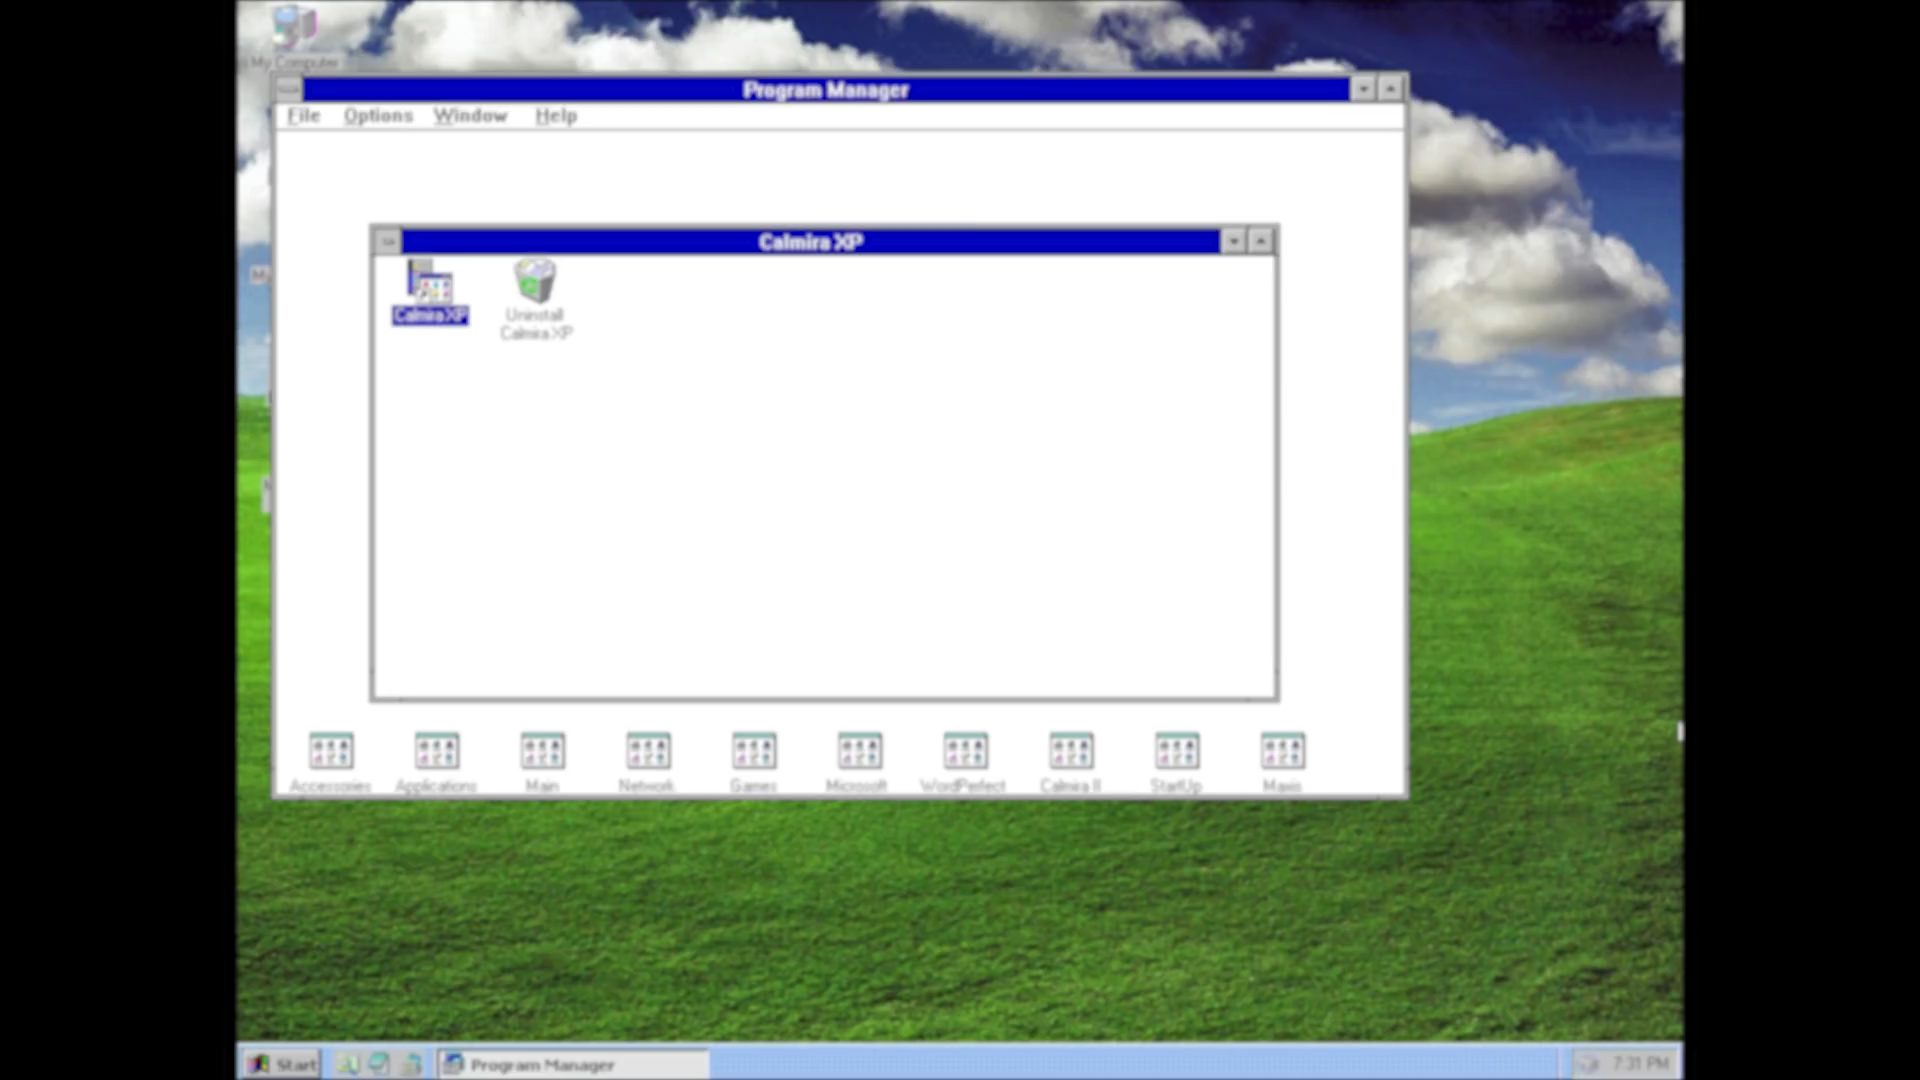 My Computer
Program Manager
File Options Window Help
Calmira XP
Calmira XP
Uninstall
Calmira XP
Accessories Applications Main Network Games Microsoft WordPerfect Calmira II StartUp Maxis
Start Program Manager 7:31 PM